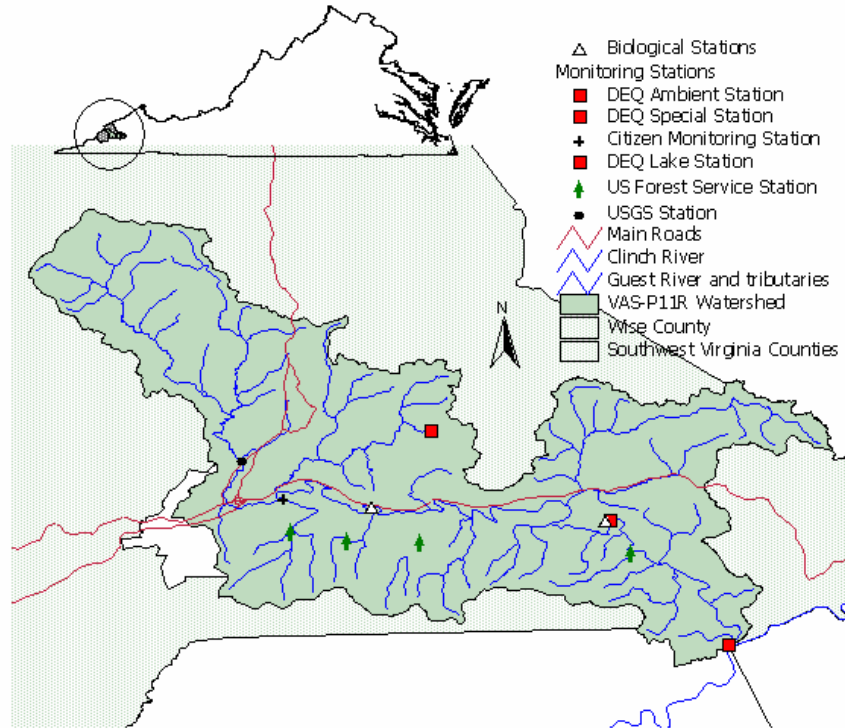 Biological Stations
Monitoring Stations
DEQ Ambient Station
DEQ Special Station
Citizen Monitoring Station
DEQ Lake Station
US Forest Service Station
USGS Station
Main Roads
Clinch River
Guest River and tributaries
VAS-P11R Watershed
Wise County
Southwest Virginia Counties
N